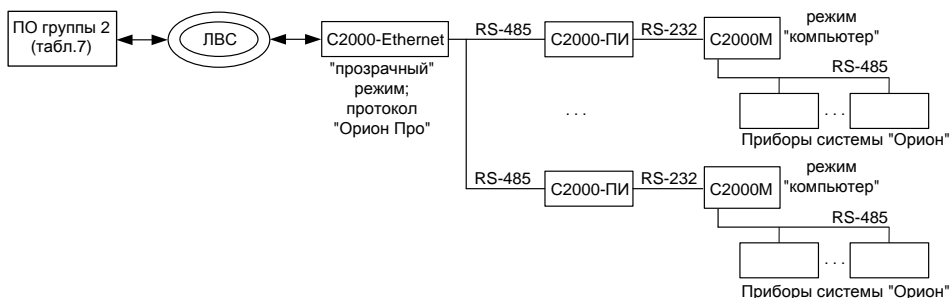 ПО группы 2
(табл.7)
ЛВС
С2000-Ethernet
"прозрачный"
режим;
протокол
"Орион Про"
RS-485
С2000-ПИ
RS-232
С2000М
режим
"компьютер"
RS-485
. . .
Приборы системы "Орион"
. . .
RS-485
С2000-ПИ
RS-232
С2000М
режим
"компьютер"
RS-485
. . .
Приборы системы "Орион"